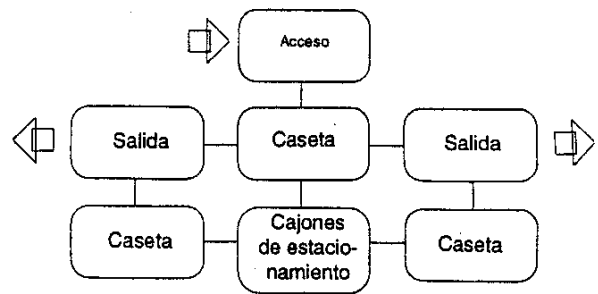 Acceso
Salida
Caseta
Salida
Caseta
Cajones
de estacio-
namiento
Caseta